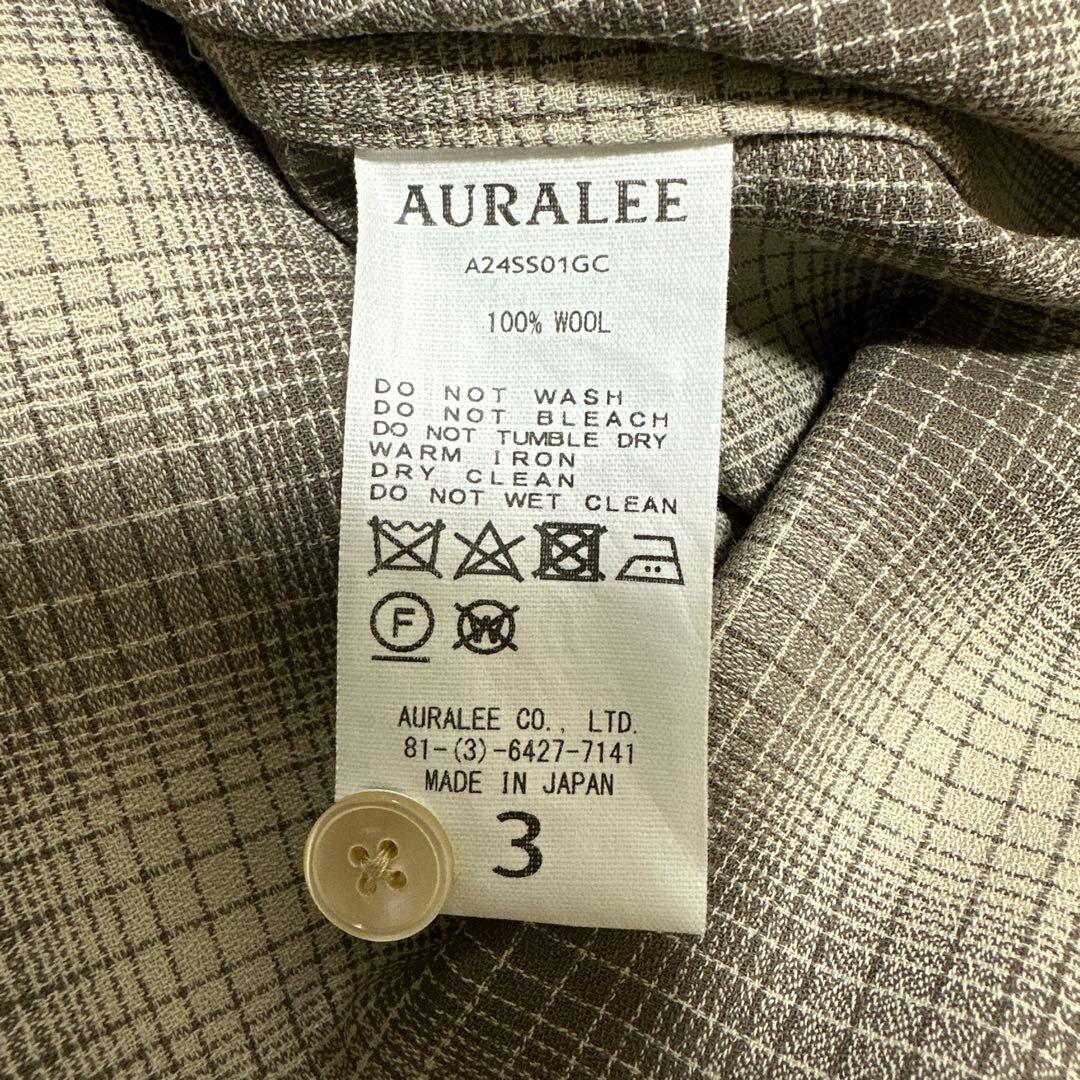 AURALEE
A24SS01GC
100% WOOL
DO NOT WASH
DO NOT BLEACH
DO NOT TUMBLE DRY
WARM IRON
DRY CLEAN
DO NOT WET CLEAN
F W
AURALEE CO., LTD.
81-(3)-6427-7141
MADE IN JAPAN
3